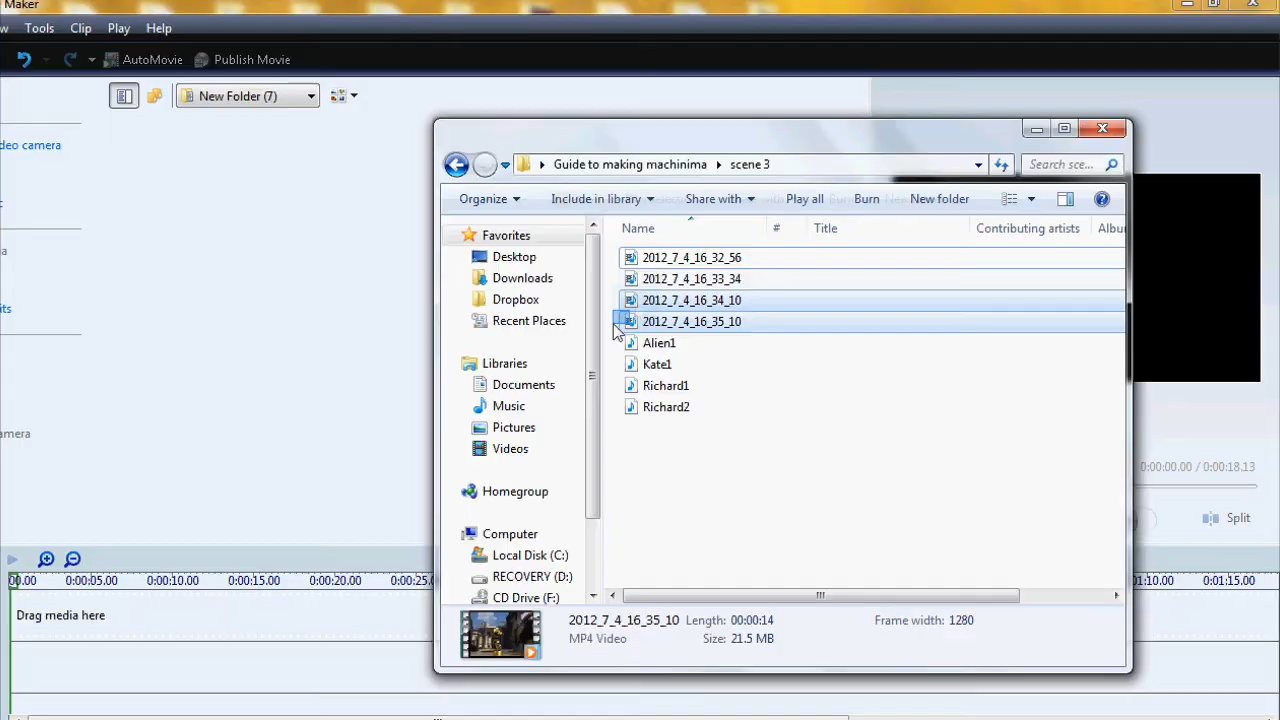 Maker
w Tools Clip Play Help
AutoMovie Publish Movie
New Folder (7)
deo camera
its
amera
Guide to making machinima scene 3 Search sce...
Organize Include in library Share with Play all Burn New folder
Favorites
Desktop
Downloads
Dropbox
Recent Places
Libraries
Documents
Music
Pictures
Videos
Homegroup
Computer
Local Disk (C:)
RECOVERY (D:)
CD Drive (F:)
Name # Title Contributing artists Albu
2012_7_4_16_32_56
2012_7_4_16_33_34
2012_7_4_16_34_10
2012_7_4_16_35_10
Alien1
Kate1
Richard1
Richard2
2012_7_4_16_35_10 Length: 00:00:14 Frame width: 1280
MP4 Video Size: 21.5 MB
0:00:00.00 / 0:00:18.13
Split
00.00 0:00:05.00 0:00:10.00 0:00:15.00 0:00:20.00 0:00:25. :01:10.00 0:01:15.00
Drag media here